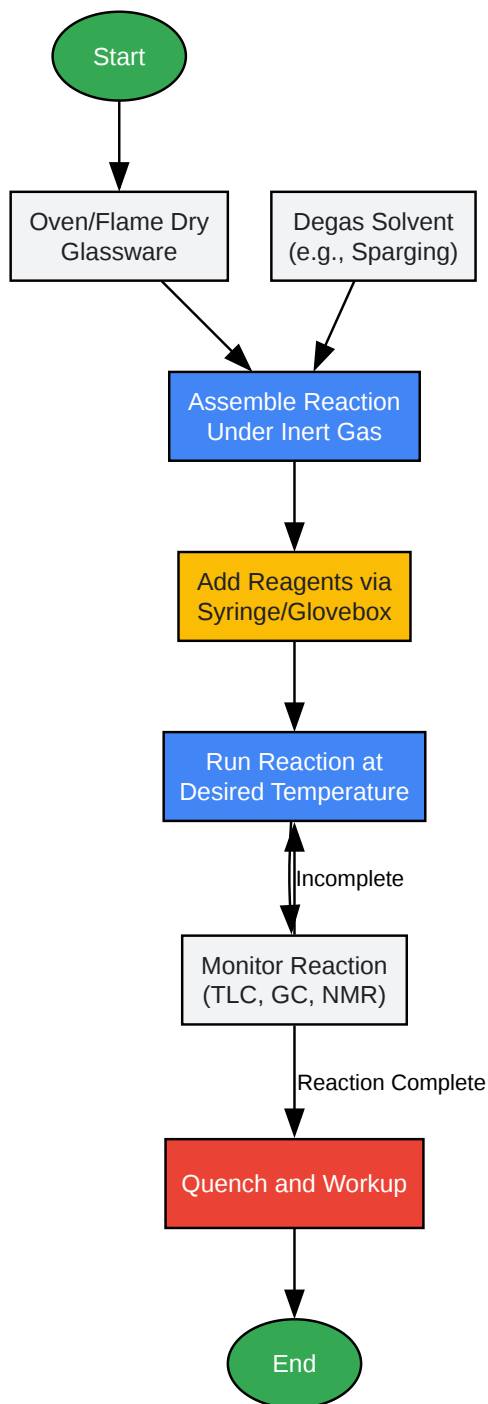 Start
Oven/Flame Dry
Glassware
Degas Solvent
(e.g., Sparging)
Assemble Reaction
Under Inert Gas
Add Reagents via
Syringe/Glovebox
Run Reaction at
Desired Temperature
Incomplete
Monitor Reaction
(TLC, GC, NMR)
Reaction Complete
Quench and Workup
End